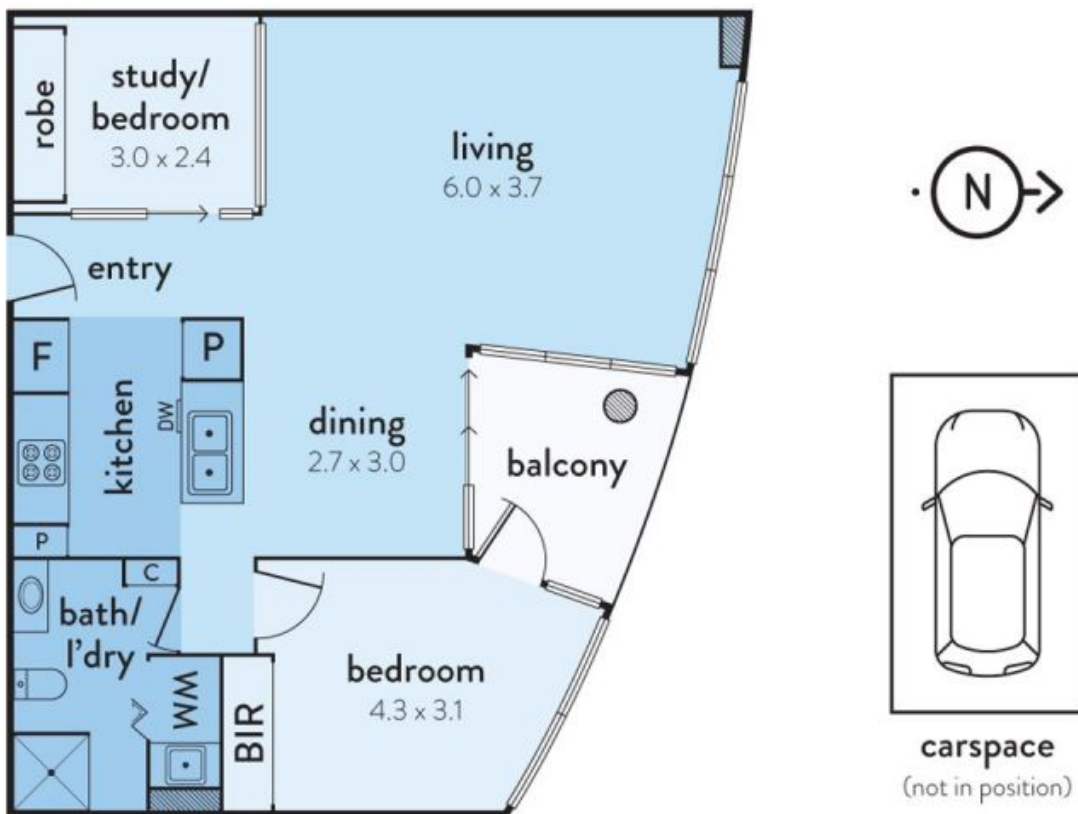 robe
study/
bedroom
3.0 x 2.4
living
6.0 x 3.7
N
entry
F
P
kitchen
DW
dining
2.7 x 3.0
balcony
P
C
bath/
l'dry
WM
BIR
bedroom
4.3 x 3.1
carspace
(not in position)